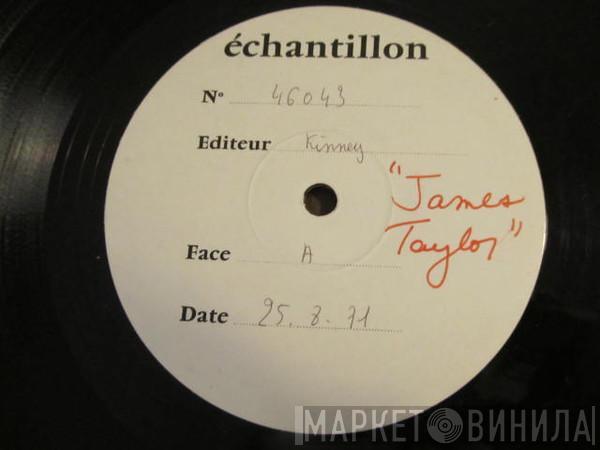 échantillon
N° 46043
Editeur Kinney
"James
Taylor"
Face A
Date 25.8.71
МАРКЕТ ВИНИЛА